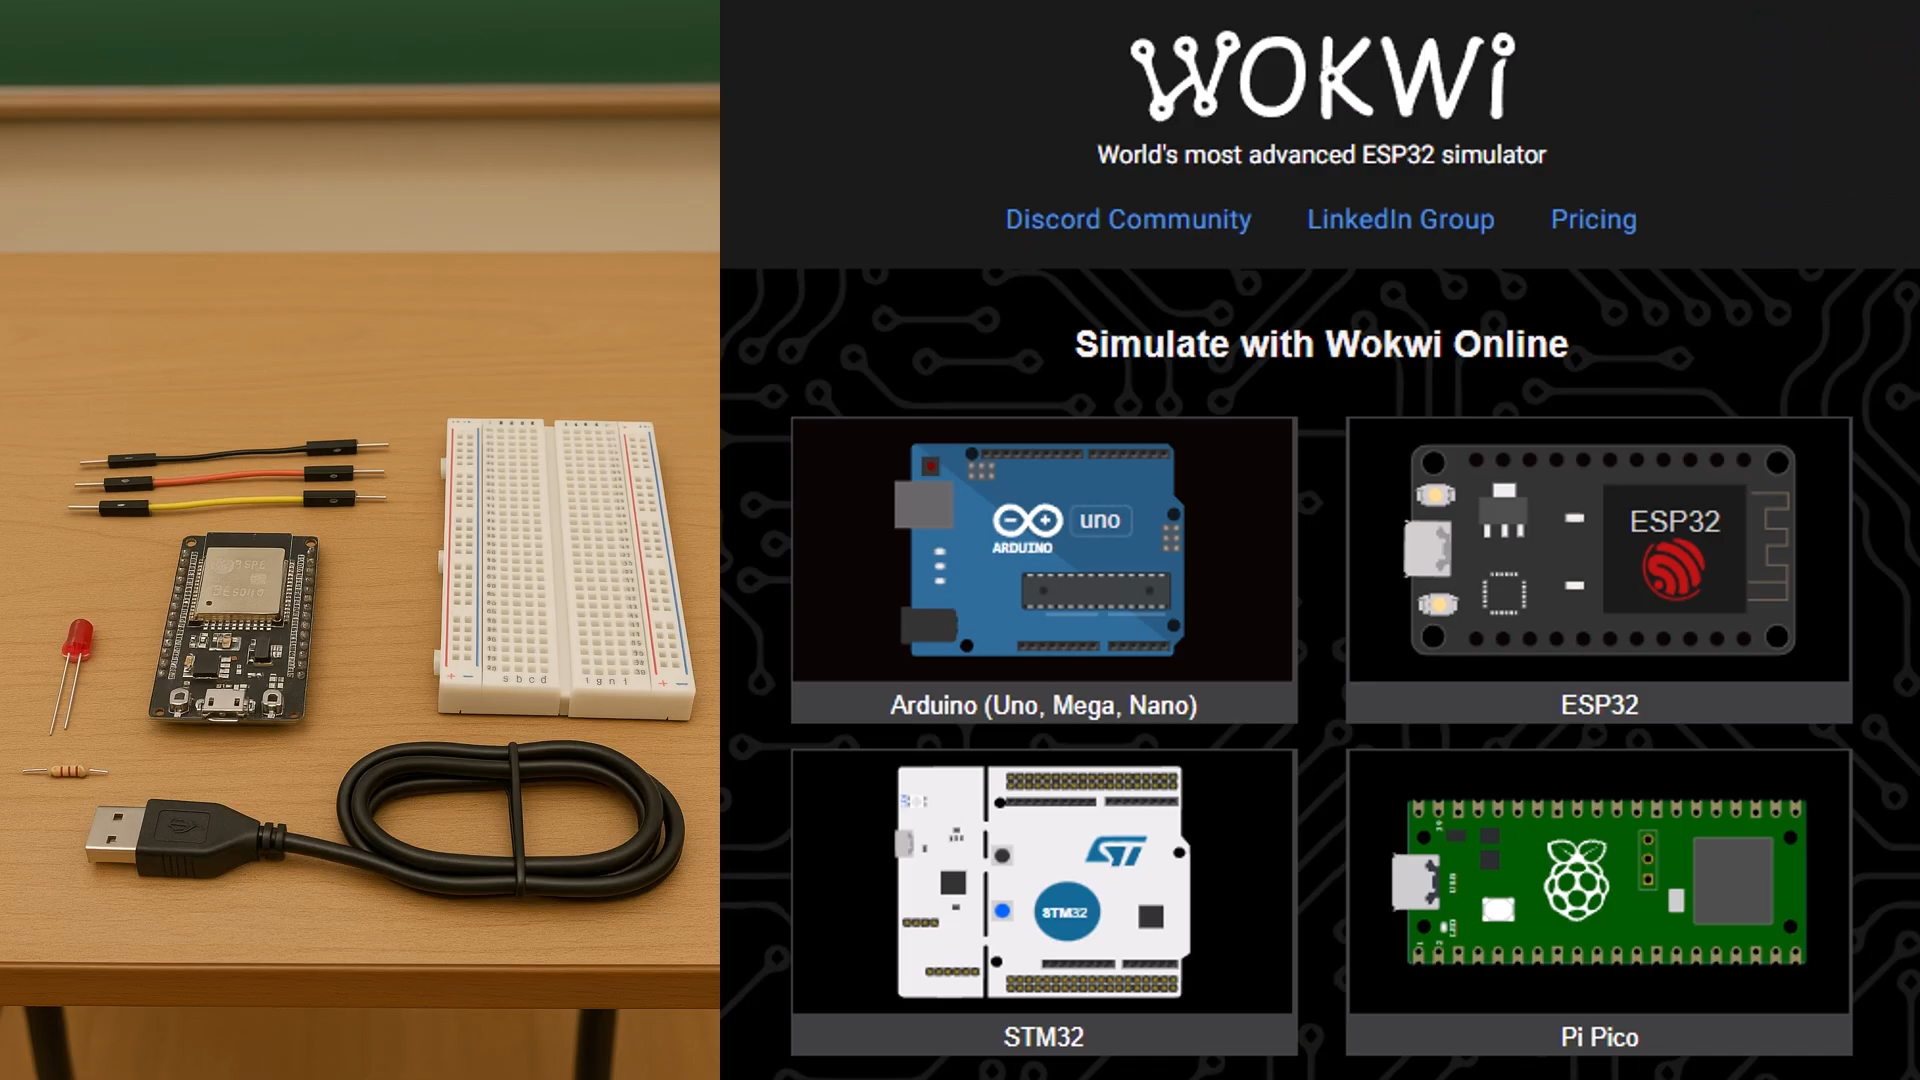 WOKWi
World's most advanced ESP32 simulator
Discord Community
LinkedIn Group
Pricing
Simulate with Wokwi Online
uno
ARDUINO
Arduino (Uno, Mega, Nano)
ESP32
ESP32
ST
STM32
STM32
Pi Pico